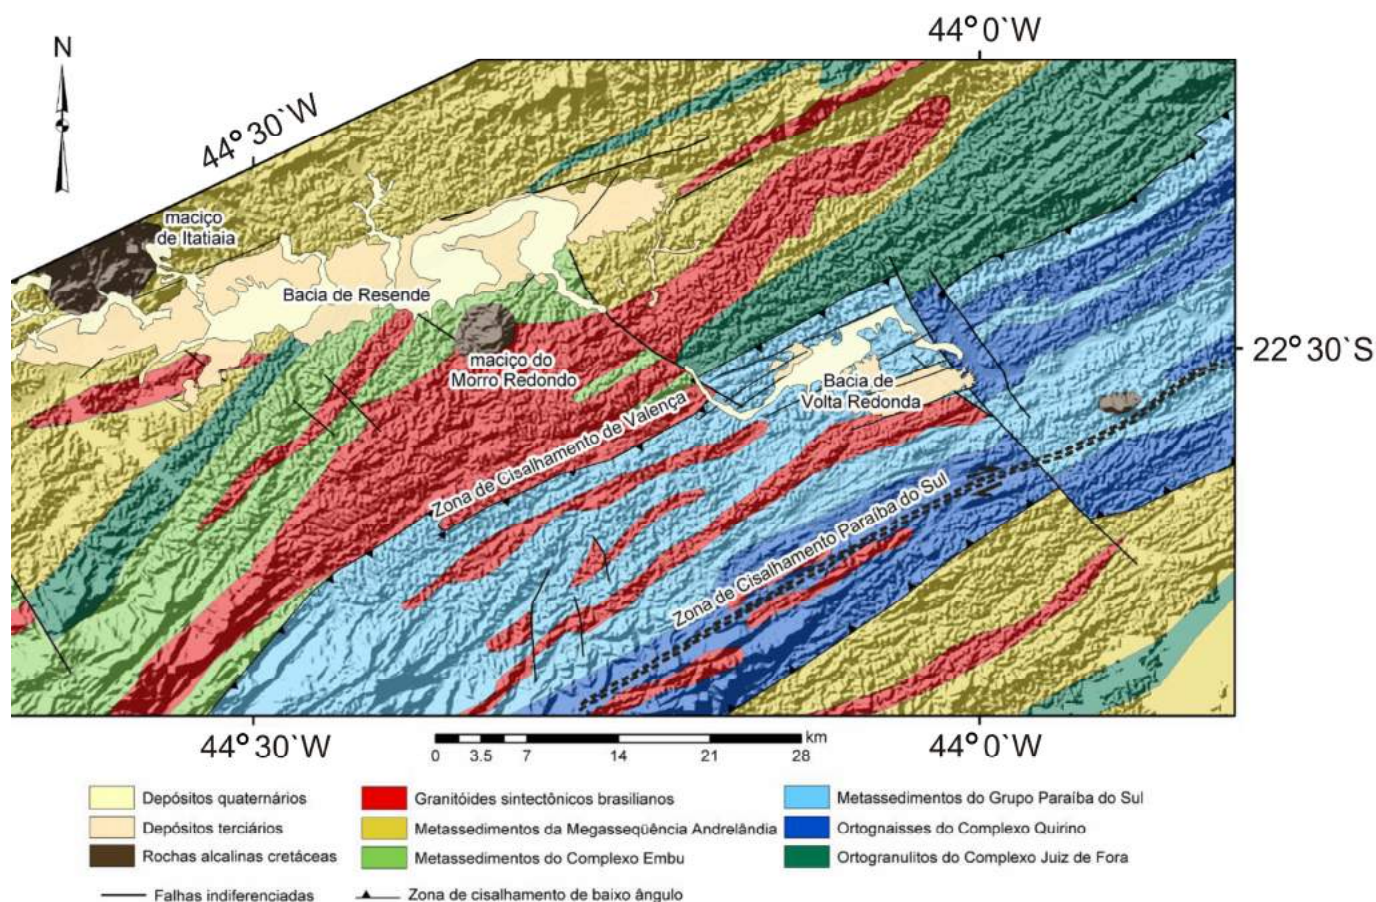 44°0`W
N
44°30`W
maciço
de Itatiaia
Bacia de Resende
22°30`S
maciço do
Morro Redondo
Bacia de
Volta Redonda
Zona de Cisalhamento de Valença
Zona de Cisalhamento Paraíba do Sul
44°30`W
44°0`W
km
0 3.5 7 14 21 28
Depósitos quaternários
Granitóides sintectônicos brasilianos
Metassedimentos do Grupo Paraíba do Sul
Depósitos terciários
Metassedimentos da Megasseqüência Andrelândia
Ortognaisses do Complexo Quirino
Rochas alcalinas cretáceas
Metassedimentos do Complexo Embu
Ortogranulitos do Complexo Juiz de Fora
Falhas indiferenciadas
Zona de cisalhamento de baixo ângulo